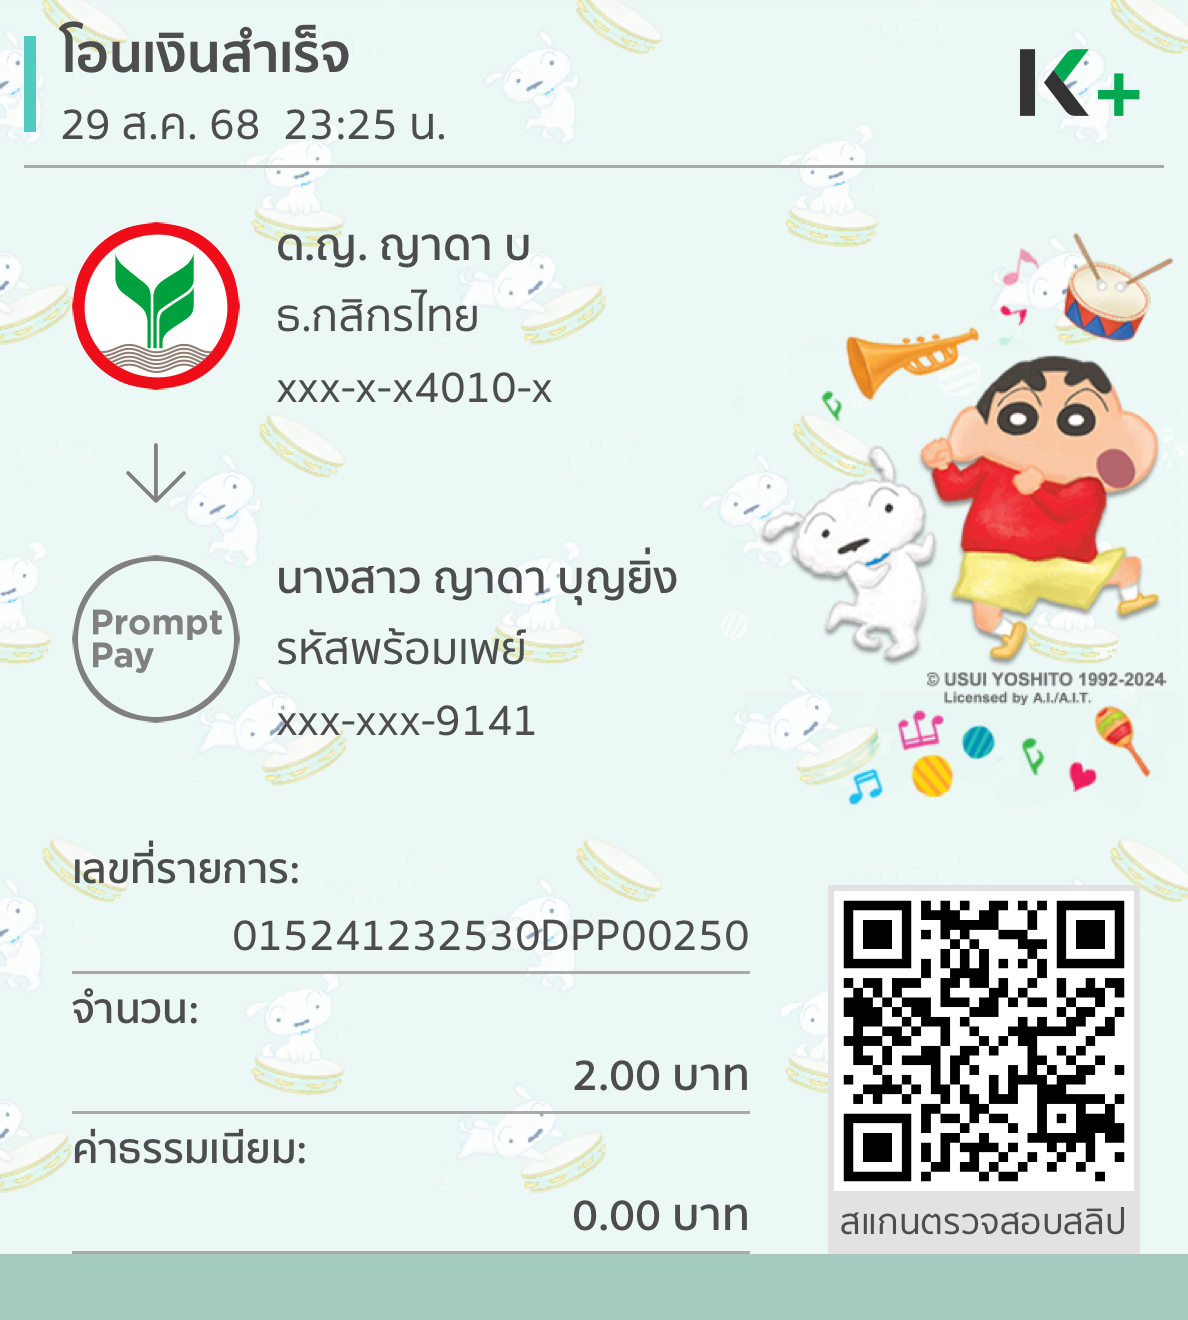 โอนเงินสำเร็จ
29 ส.ค. 68 23:25 น.
K+
ด.ญ. ญาดา บ
ธ.กสิกรไทย
xxx-x-x4010-x
นางสาว ญาดา บุญยิ่ง
Prompt
Pay
รหัสพร้อมเพย์
xxx-xxx-9141
© USUI YOSHITO 1992-2024
Licensed by A.I./A.I.T.
เลขที่รายการ:
015241232530DPP00250
จำนวน:
2.00 บาท
ค่าธรรมเนียม:
0.00 บาท
สแกนตรวจสอบสลิป